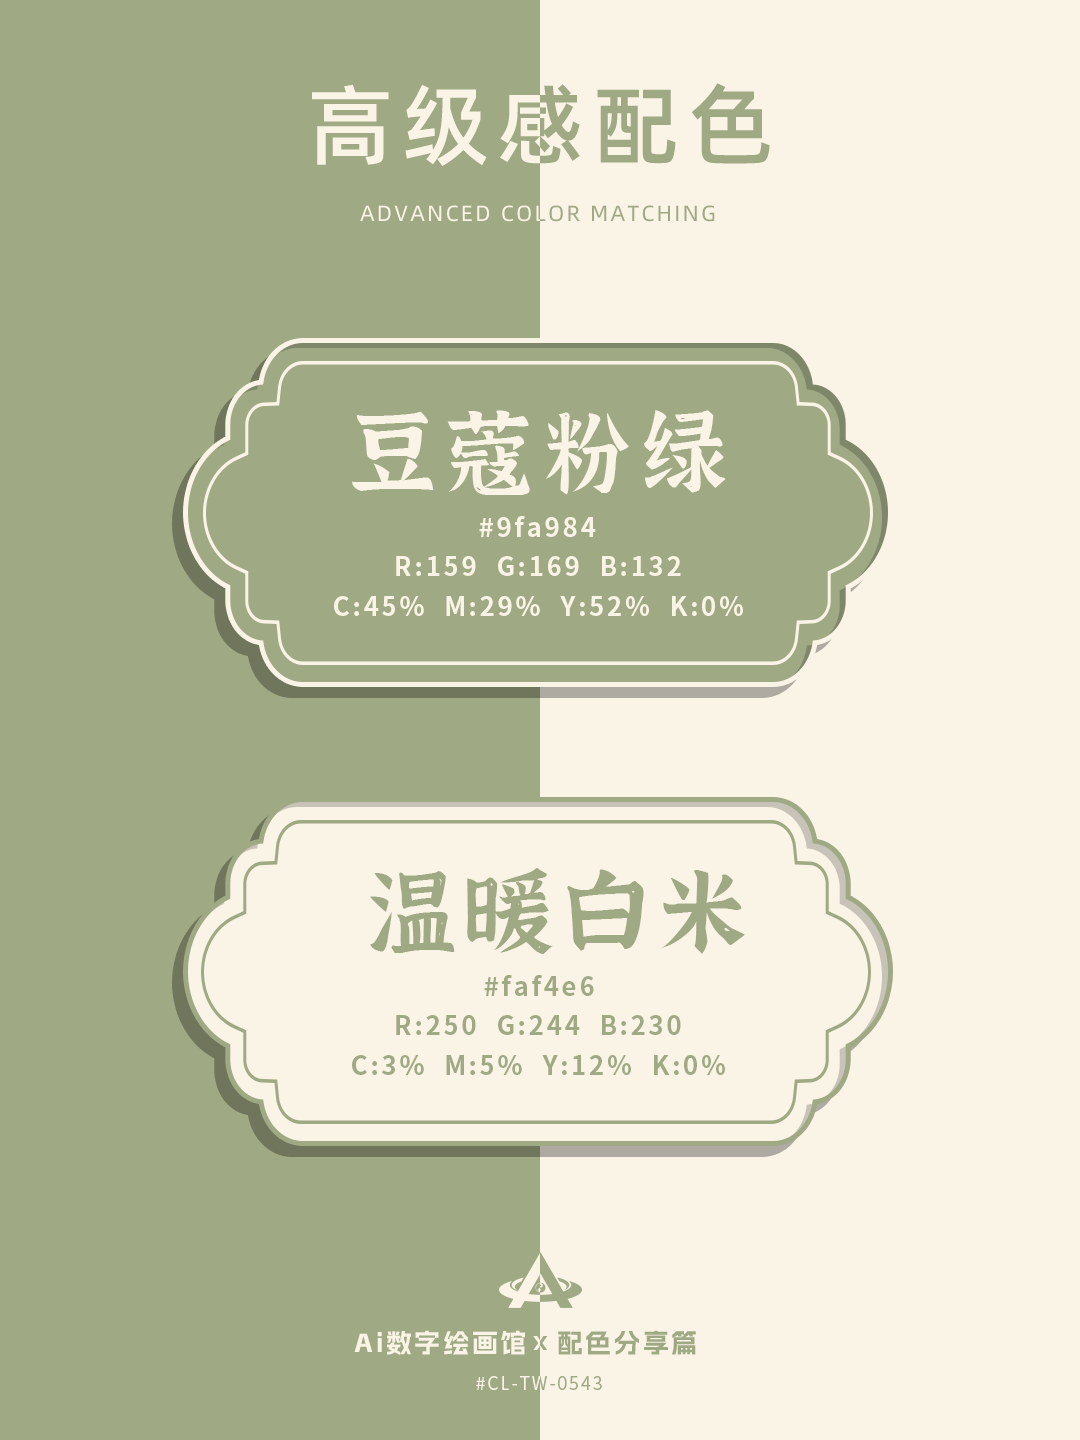 高级感配色
ADVANCED COLOR MATCHING
豆蔻粉绿
#9fa984
R:159 G:169 B:132
C:45% M:29% Y:52% K:0%
温暖白米
#faf4e6
R:250 G:244 B:230
C:3% M:5% Y:12% K:0%
Ai数字绘画馆 x 配色分享篇
#CL-TW-0543